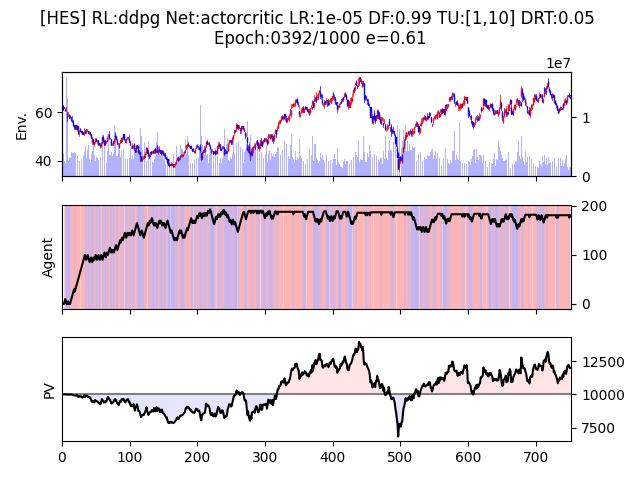 [HES] RL:ddpg Net:actorcritic LR:1e-05 DF:0.99 TU:[1,10] DRT:0.05
Epoch:0392/1000 e=0.61
1e7
Env.
60
40
1
0
Agent
200
100
0
PV
12500
10000
7500
0 100 200 300 400 500 600 700